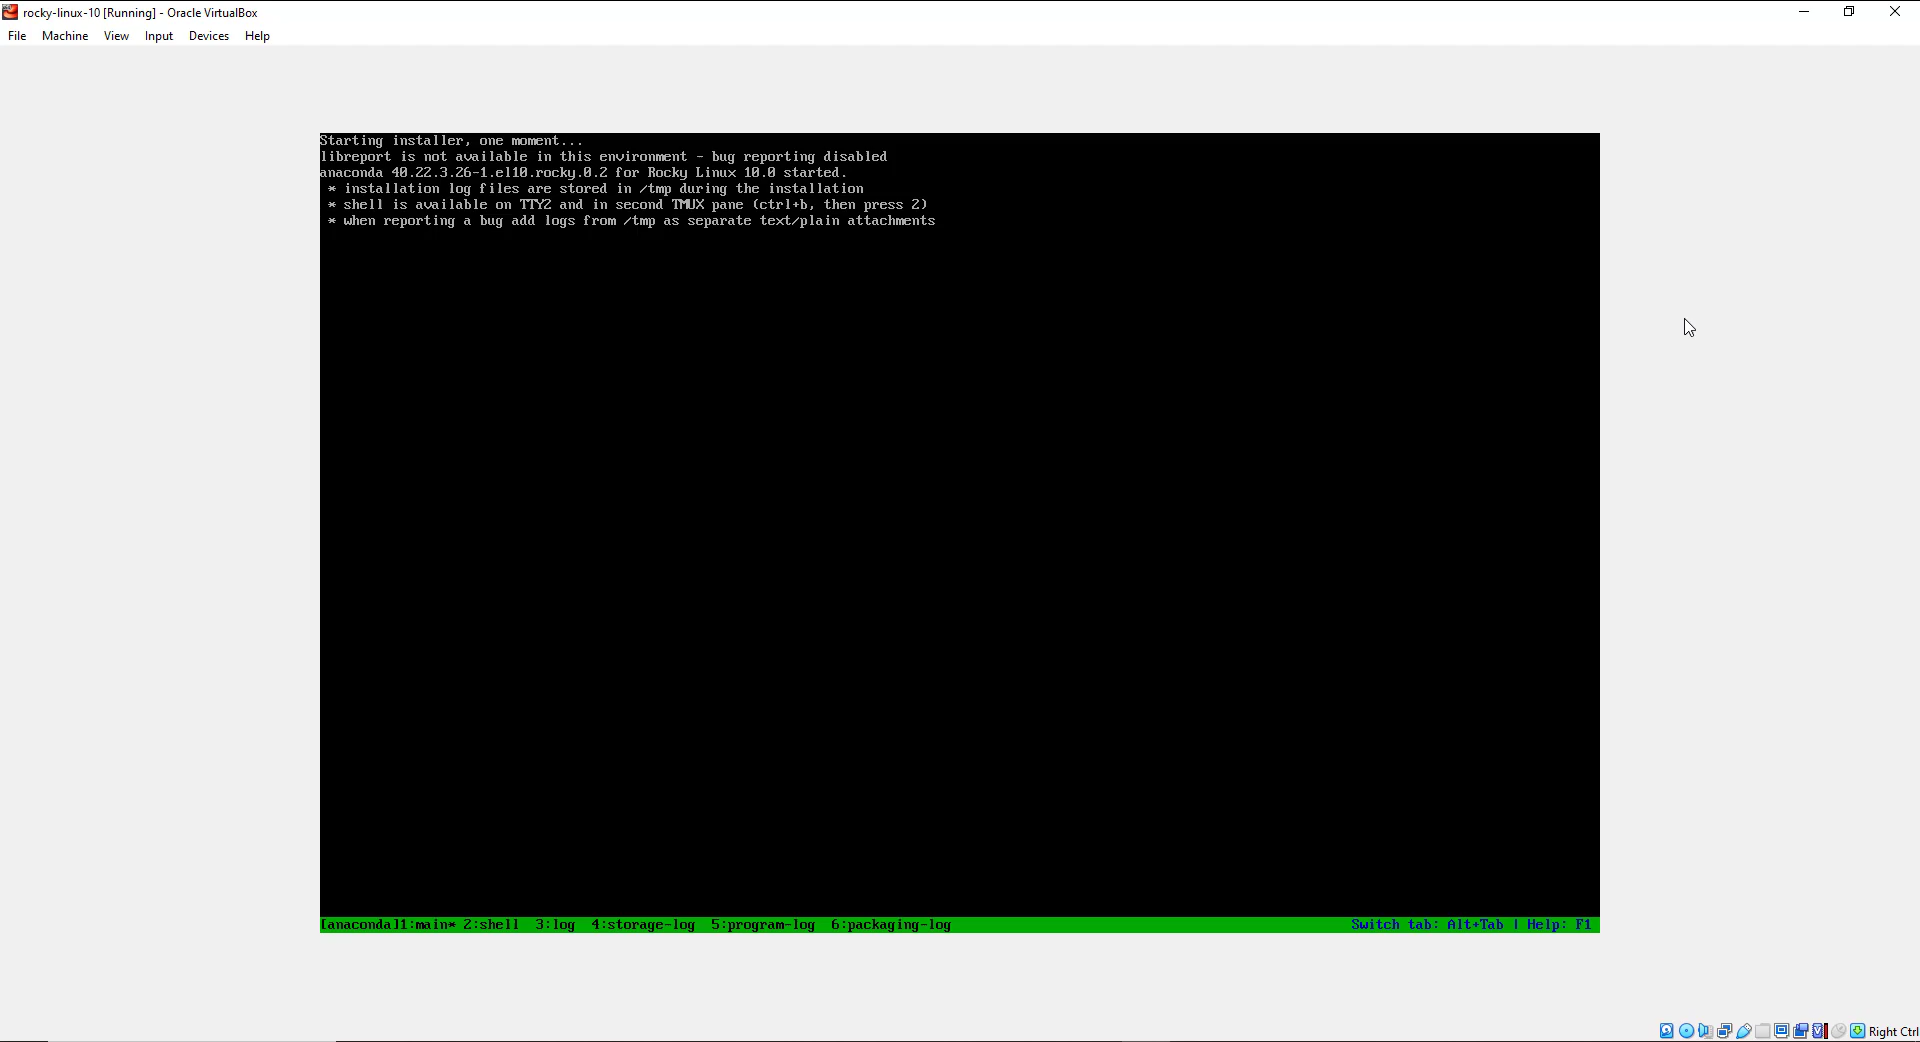 rocky-linux-10 [Running] - Oracle VirtualBox
File Machine View Input Devices Help
Starting installer, one moment...
libreport is not available in this environment - bug reporting disabled
anaconda 40.22.3.26-1.el10.rocky.0.2 for Rocky Linux 10.0 started.
* installation log files are stored in /tmp during the installation
* shell is available on TTY2 and in second TMUX pane (ctrl+b, then press 2)
* when reporting a bug add logs from /tmp as separate text/plain attachments
[anaconda]1:main* 2:shell 3:log 4:storage-log 5:program-log 6:packaging-log Switch tab: Alt+Tab | Help: F1
Right Ctrl